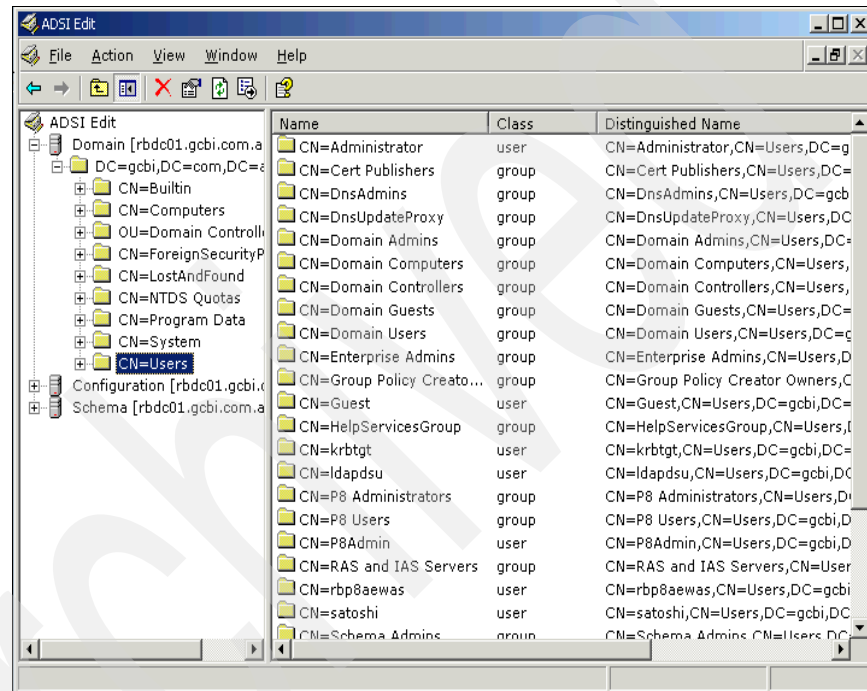 ADSI Edit
File Action View Window Help
ADSI Edit
Domain [rbdc01.gcbi.com.a
DC=gcbi,DC=com,DC=a
CN=Builtin
CN=Computers
OU=Domain Controlle
CN=ForeignSecurityP
CN=LostAndFound
CN=NTDS Quotas
CN=Program Data
CN=System
CN=Users
Configuration [rbdc01.gcbi.c
Schema [rbdc01.gcbi.com.a
Name Class Distinguished Name
CN=Administrator user CN=Administrator,CN=Users,DC=g
CN=Cert Publishers group CN=Cert Publishers,CN=Users,DC=
CN=DnsAdmins group CN=DnsAdmins,CN=Users,DC=gcb
CN=DnsUpdateProxy group CN=DnsUpdateProxy,CN=Users,DC
CN=Domain Admins group CN=Domain Admins,CN=Users,DC=
CN=Domain Computers group CN=Domain Computers,CN=Users,
CN=Domain Controllers group CN=Domain Controllers,CN=Users,
CN=Domain Guests group CN=Domain Guests,CN=Users,DC=
CN=Domain Users group CN=Domain Users,CN=Users,DC=g
CN=Enterprise Admins group CN=Enterprise Admins,CN=Users,D
CN=Group Policy Creato... group CN=Group Policy Creator Owners,C
CN=Guest user CN=Guest,CN=Users,DC=gcbi,DC=
CN=HelpServicesGroup group CN=HelpServicesGroup,CN=Users,D
CN=krbtgt user CN=krbtgt,CN=Users,DC=gcbi,DC=
CN=ldapdsu user CN=ldapdsu,CN=Users,DC=gcbi,DC
CN=P8 Administrators group CN=P8 Administrators,CN=Users,D
CN=P8 Users group CN=P8 Users,CN=Users,DC=gcbi,D
CN=P8Admin user CN=P8Admin,CN=Users,DC=gcbi,D
CN=RAS and IAS Servers group CN=RAS and IAS Servers,CN=User
CN=rbp8aewas user CN=rbp8aewas,CN=Users,DC=gcbi
CN=satoshi user CN=satoshi,CN=Users,DC=gcbi,DC
CN=Schema Admins group CN=Schema Admins,CN=Users,DC=